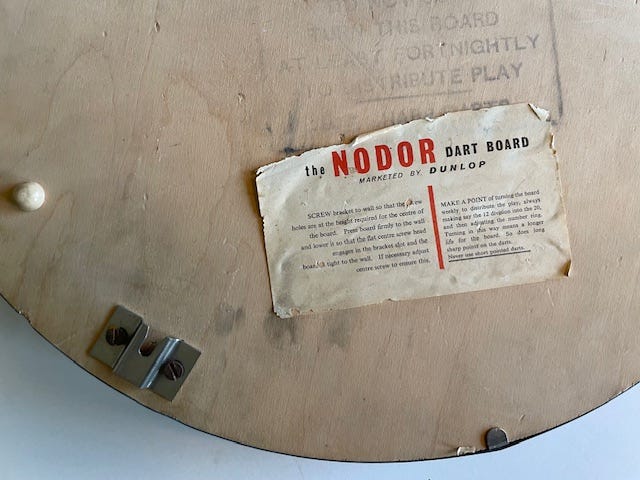 TURN THIS BOARD
AT LEAST FORTNIGHTLY
TO DISTRIBUTE PLAY
the NODOR DART BOARD
MARKETED BY DUNLOP
SCREW bracket to wall so that the screw
holes are at the height required for the centre of
the board. Press board firmly to the wall
and lower it so that the flat centre screw head
engages in the bracket slot and the
board is tight to the wall. If necessary adjust
centre screw to ensure this.
MAKE A POINT of turning the board
weekly to distribute the play, always
making say the 12 division into the 20,
and then adjusting the number ring.
Turning in this way means a longer
life for the board. So does long
sharp point on the darts.
Never use short pointed darts.